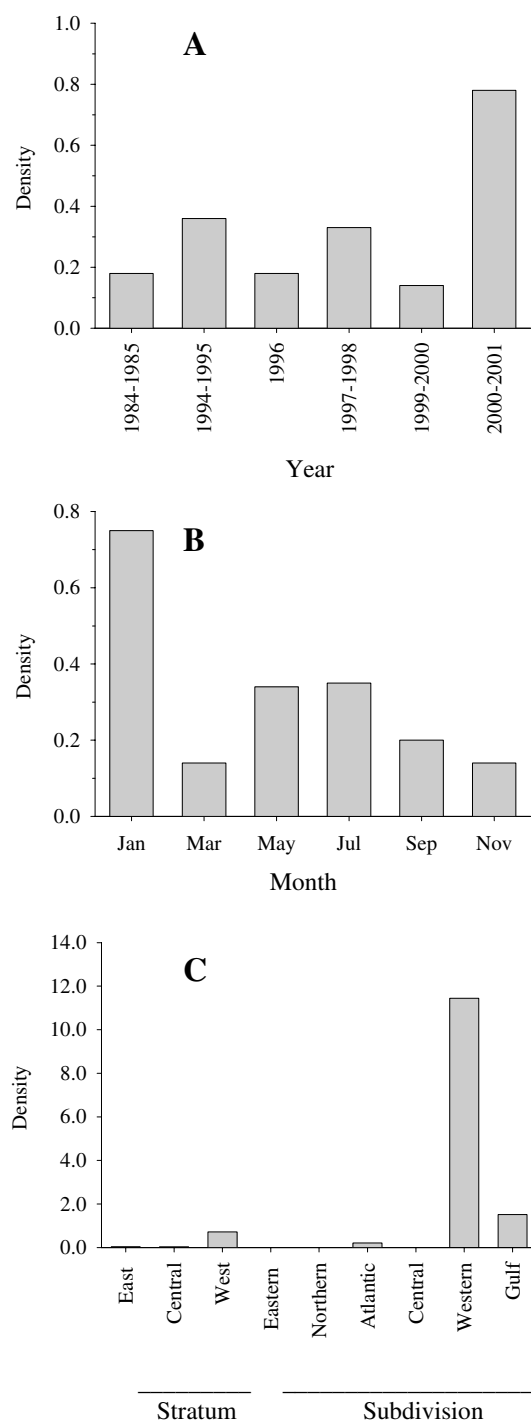 A
1.0
0.8
0.6
0.4
0.2
0.0
Density
1984-1985
1994-1995
1996
1997-1998
1999-2000
2000-2001
Year
B
0.8
0.6
0.4
0.2
0.0
Density
Jan Mar May Jul Sep Nov
Month
C
14.0
12.0
10.0
8.0
6.0
4.0
2.0
0.0
Density
East
Central
West
Eastern
Northern
Atlantic
Central
Western
Gulf
Stratum Subdivision